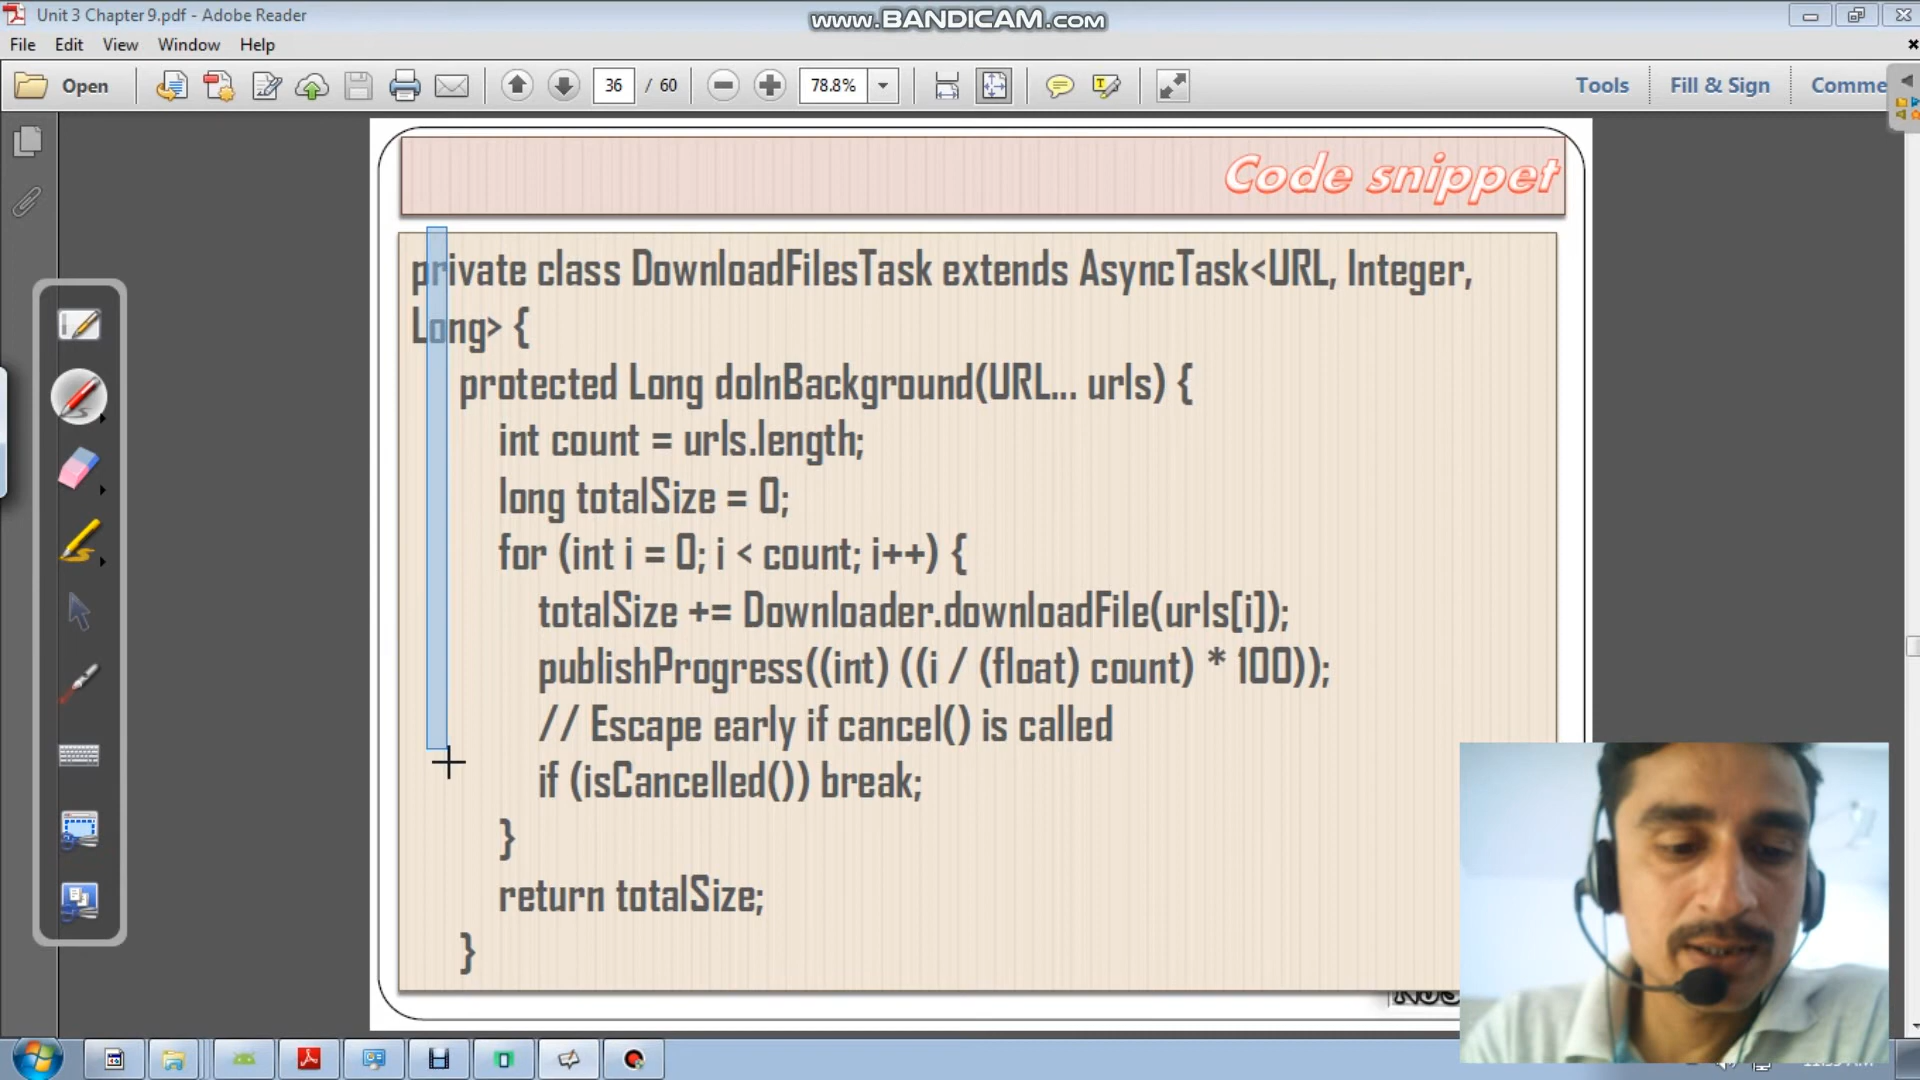 Unit 3 Chapter 9.pdf - Adobe Reader
www.BANDICAM.com
File Edit View Window Help
Open 36 / 60 78.8% Tools Fill & Sign Comme
Code snippet
private class DownloadFilesTask extends AsyncTask<URL, Integer,
Long> {
protected Long doInBackground(URL... urls) {
int count = urls.length;
long totalSize = 0;
for (int i = 0; i < count; i++) {
totalSize += Downloader.downloadFile(urls[i]);
publishProgress((int) ((i / (float) count) * 100));
// Escape early if cancel() is called
if (isCancelled()) break;
}
return totalSize;
}